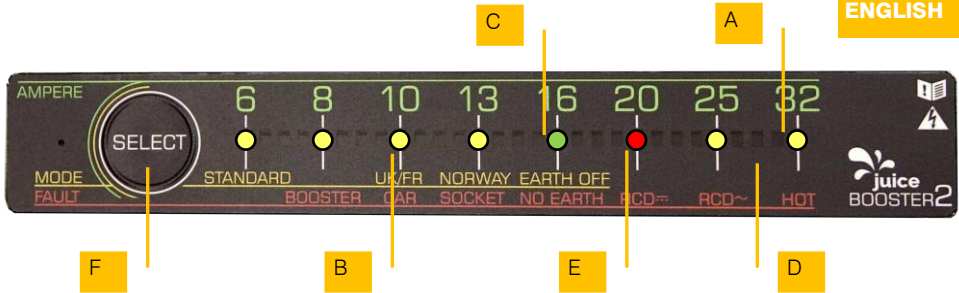 C
A
ENGLISH
AMPERE
6 8 10 13 16 20 25 32
SELECT
MODE STANDARD UK/FR NORWAY EARTH OFF
FAULT BOOSTER CAR SOCKET NO EARTH RCD⎓ RCD~ HOT
juice
BOOSTER2
F
B
E
D